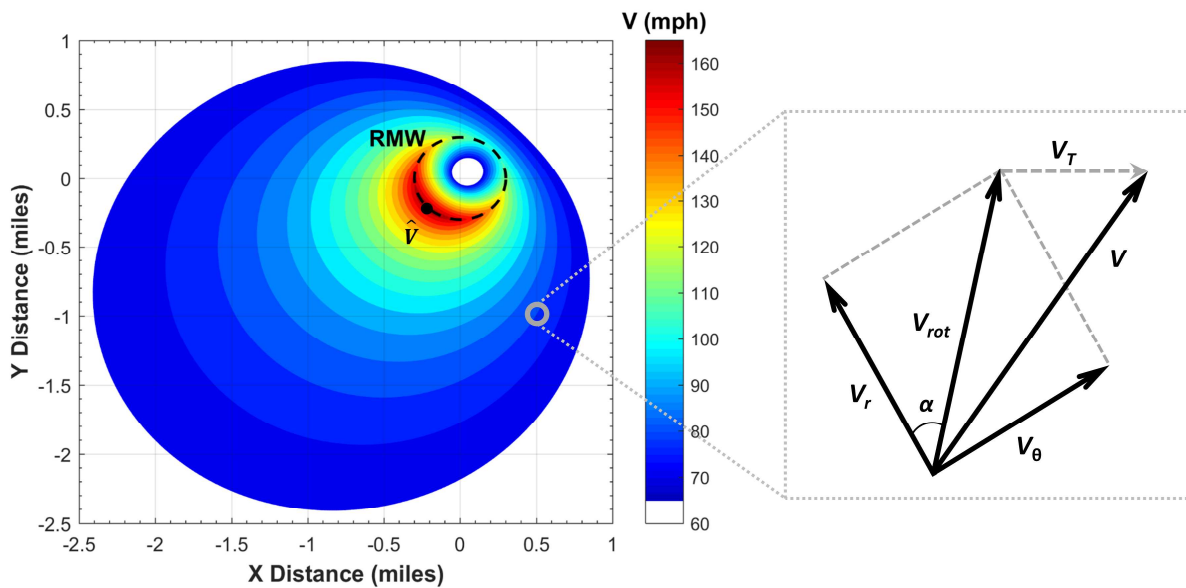 V (mph)
1
0.5
0
-0.5
-1
-1.5
-2
-2.5
Y Distance (miles)
-2.5
-2
-1.5
-1
-0.5
0
0.5
1
X Distance (miles)
RMW
V̂
160
150
140
130
120
110
100
90
80
70
60
V_T
V
V_rot
V_r
α
V_θ